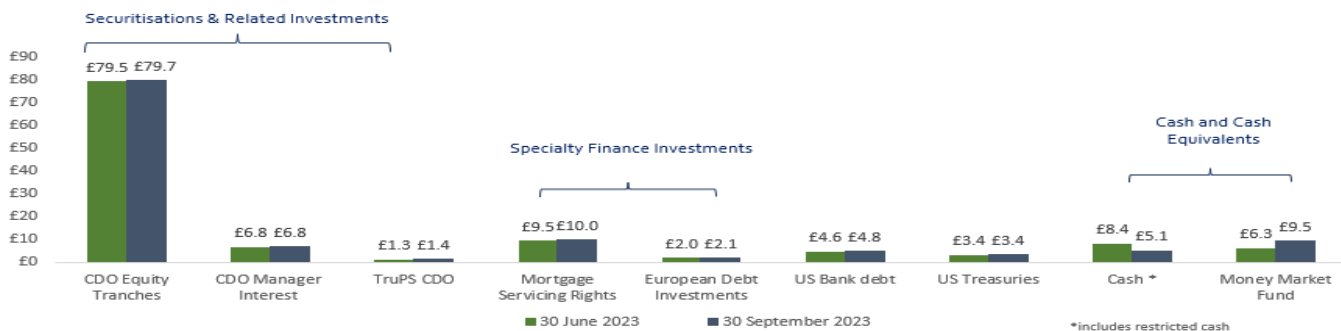 Securitisations & Related Investments
£90
£80
£70
£60
£50
£40
£30
£20
£10
£0
£79.5 £79.7
£6.8 £6.8
£1.3 £1.4
Specialty Finance Investments
£9.5 £10.0
£2.0 £2.1
£4.6 £4.8
£3.4 £3.4
Cash and Cash
Equivalents
£8.4
£5.1
£6.3
£9.5
CDO Equity
Tranches
CDO Manager
Interest
TruPS CDO
Mortgage
Servicing Rights
European Debt
Investments
US Bank debt
US Treasuries
Cash *
Money Market
Fund
30 June 2023
30 September 2023
*includes restricted cash